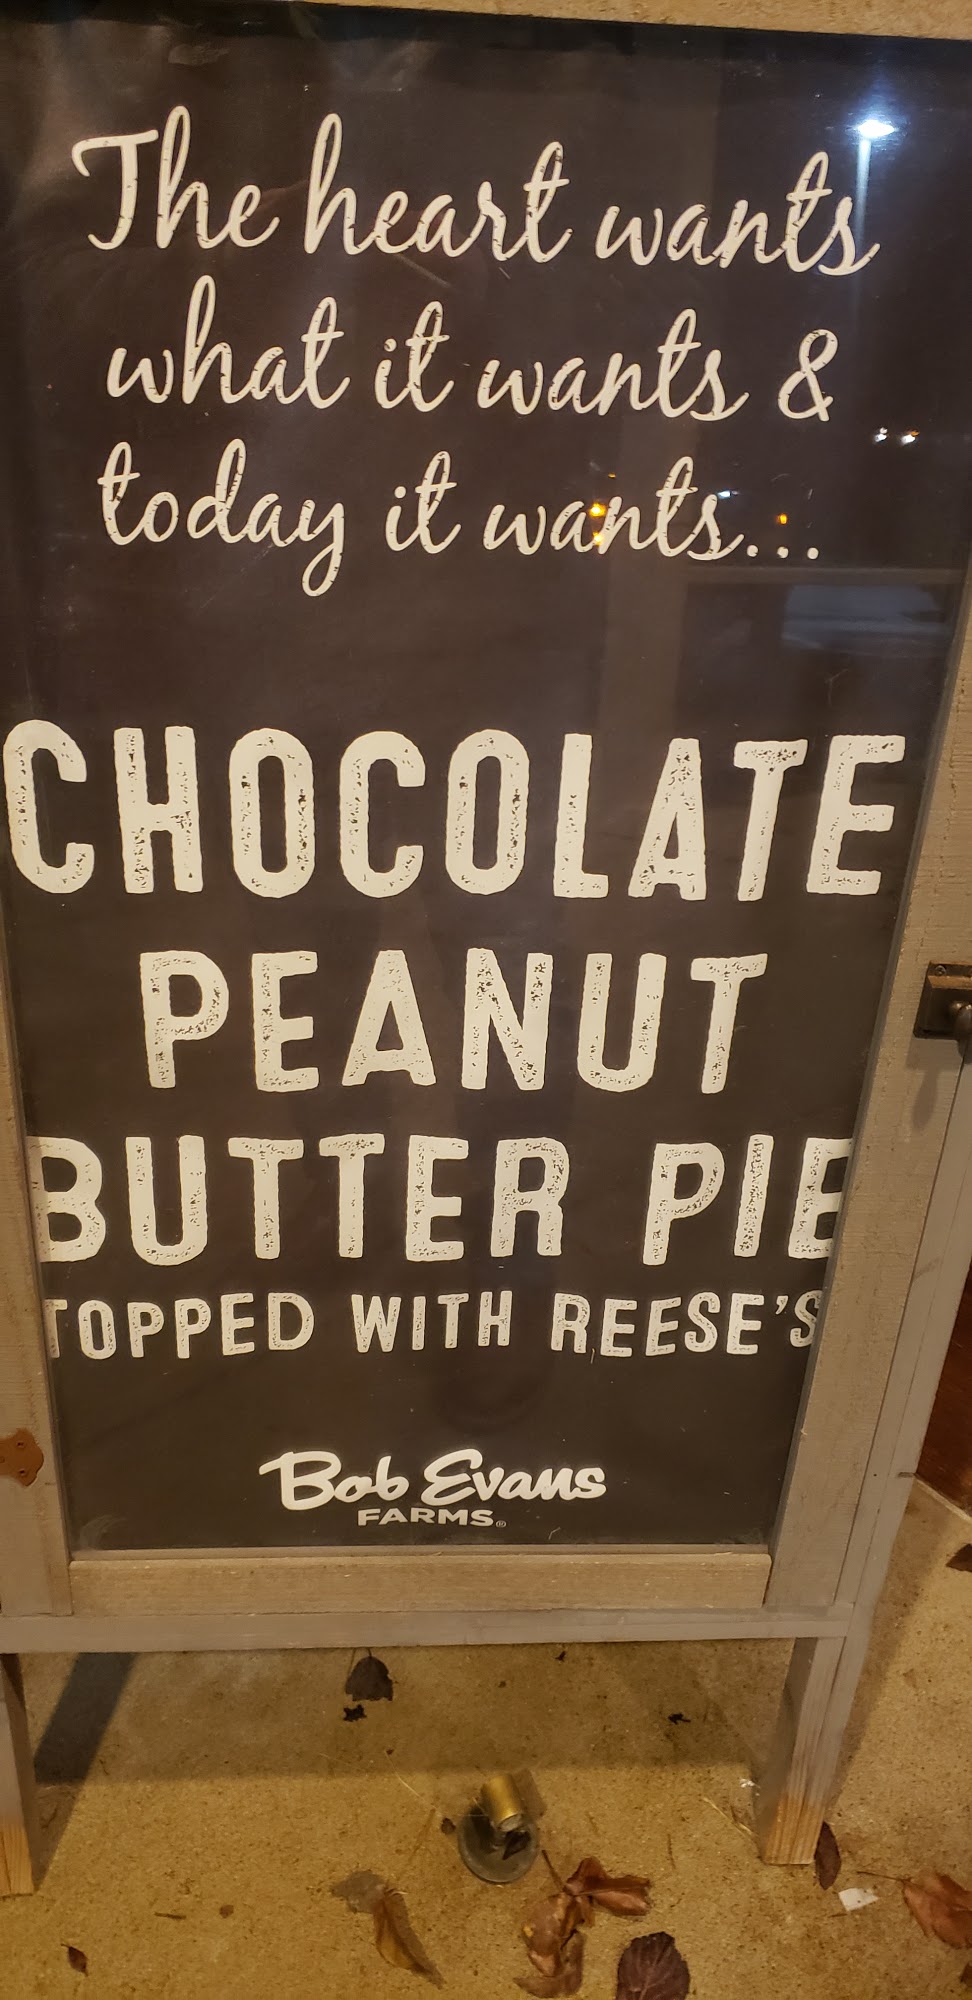 The heart wants
what it wants &
today it wants...
CHOCOLATE
PEANUT
BUTTER PIE
TOPPED WITH REESE'S
Bob Evans
FARMS®